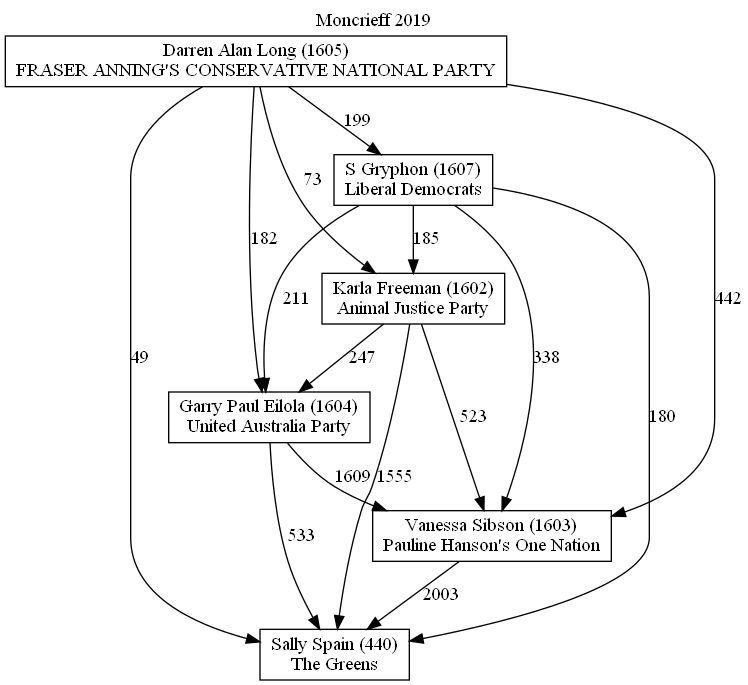 Moncrieff 2019
Darren Alan Long (1605)
FRASER ANNING'S CONSERVATIVE NATIONAL PARTY
199
S Gryphon (1607)
Liberal Democrats
73
182
185
Karla Freeman (1602)
Animal Justice Party
211
442
49
247
338
Garry Paul Eilola (1604)
United Australia Party
523
180
1609
1555
Vanessa Sibson (1603)
Pauline Hanson's One Nation
533
2003
Sally Spain (440)
The Greens